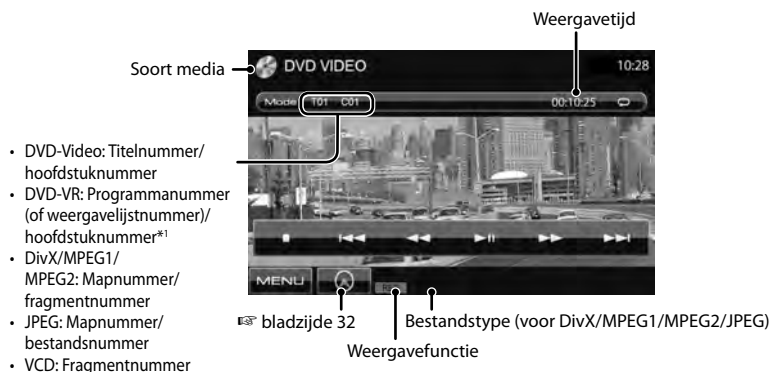 Weergavetijd
Soort media
DVD VIDEO
10:28
Mode T01 C01
00:10:25
• DVD-Video: Titelnummer/
hoofdstuknummer
• DVD-VR: Programmanummer
(of weergavelijstnummer)/
hoofdstuknummer*1
• DivX/MPEG1/
MPEG2: Mapnummer/
fragmentnummer
• JPEG: Mapnummer/
bestandsnummer
• VCD: Fragmentnummer
MENU
☞ bladzijde 32
Bestandstype (voor DivX/MPEG1/MPEG2/JPEG)
Weergavefunctie